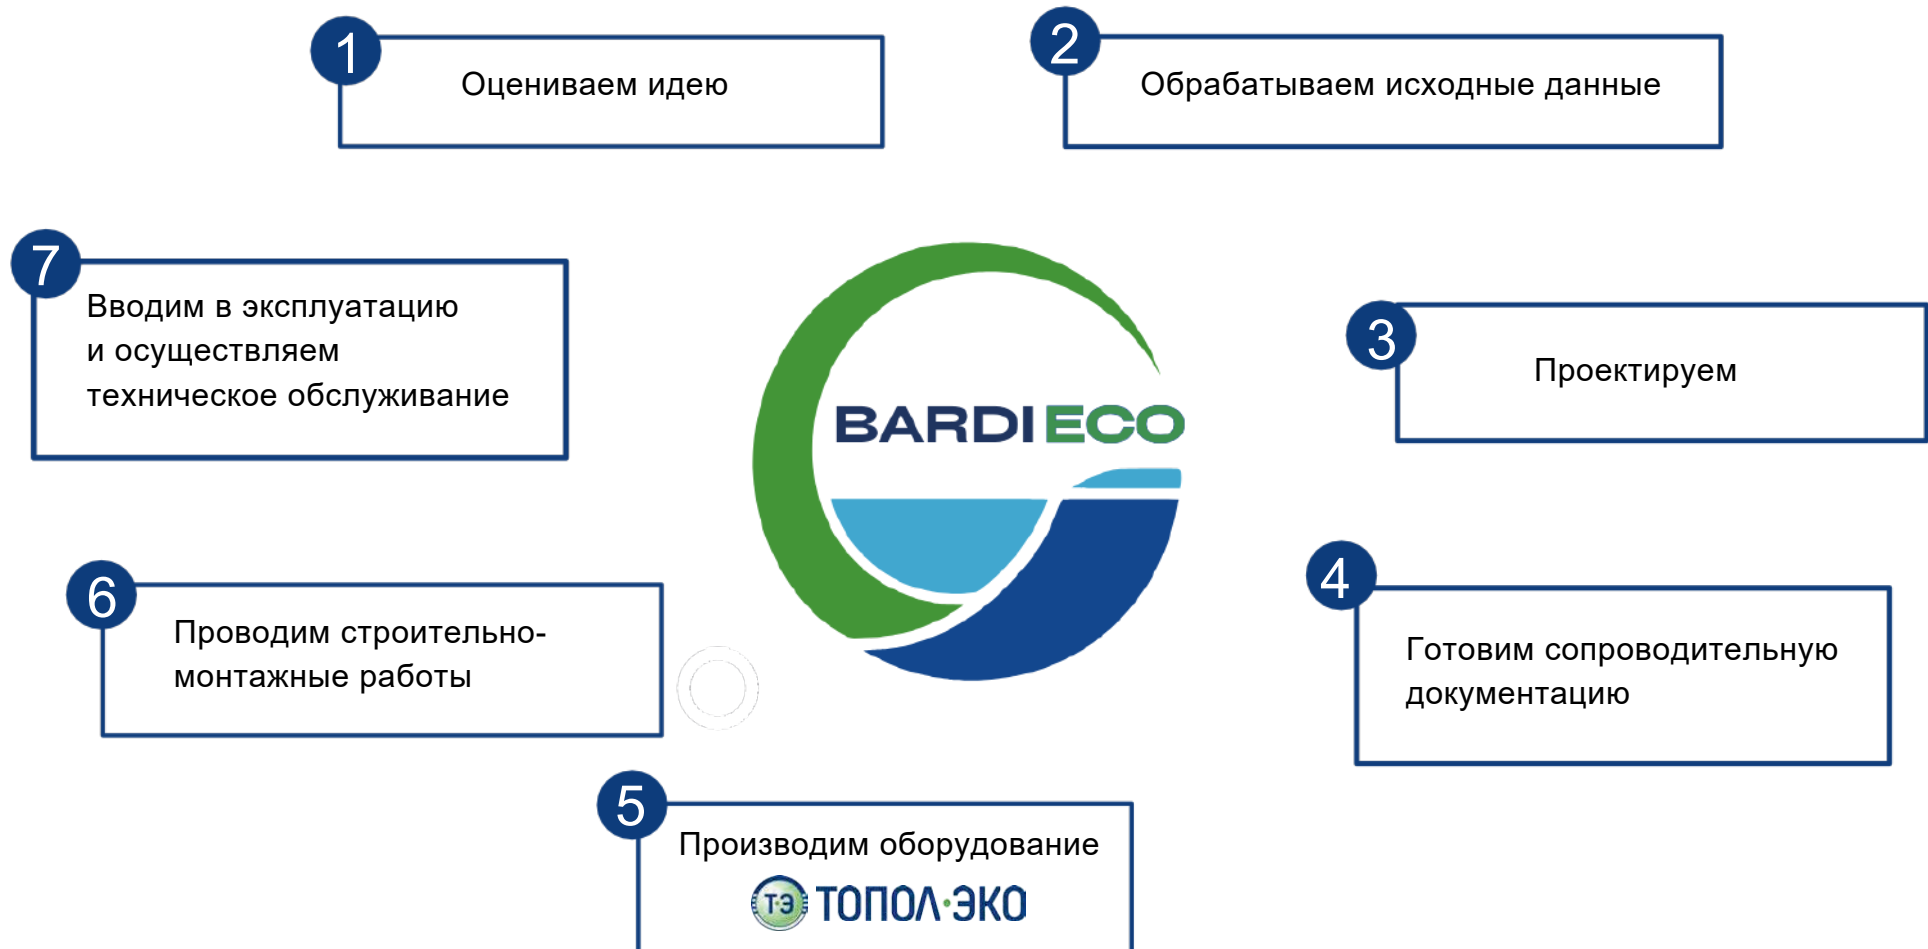 1
Оцениваем идею
2
Обрабатываем исходные данные
7
Вводим в эксплуатацию
и осуществляем
техническое обслуживание
3
Проектируем
BARDI ECO
6
Проводим строительно-
монтажные работы
4
Готовим сопроводительную
документацию
5
Производим оборудование
ТЭ ТОПОЛ·ЭКО